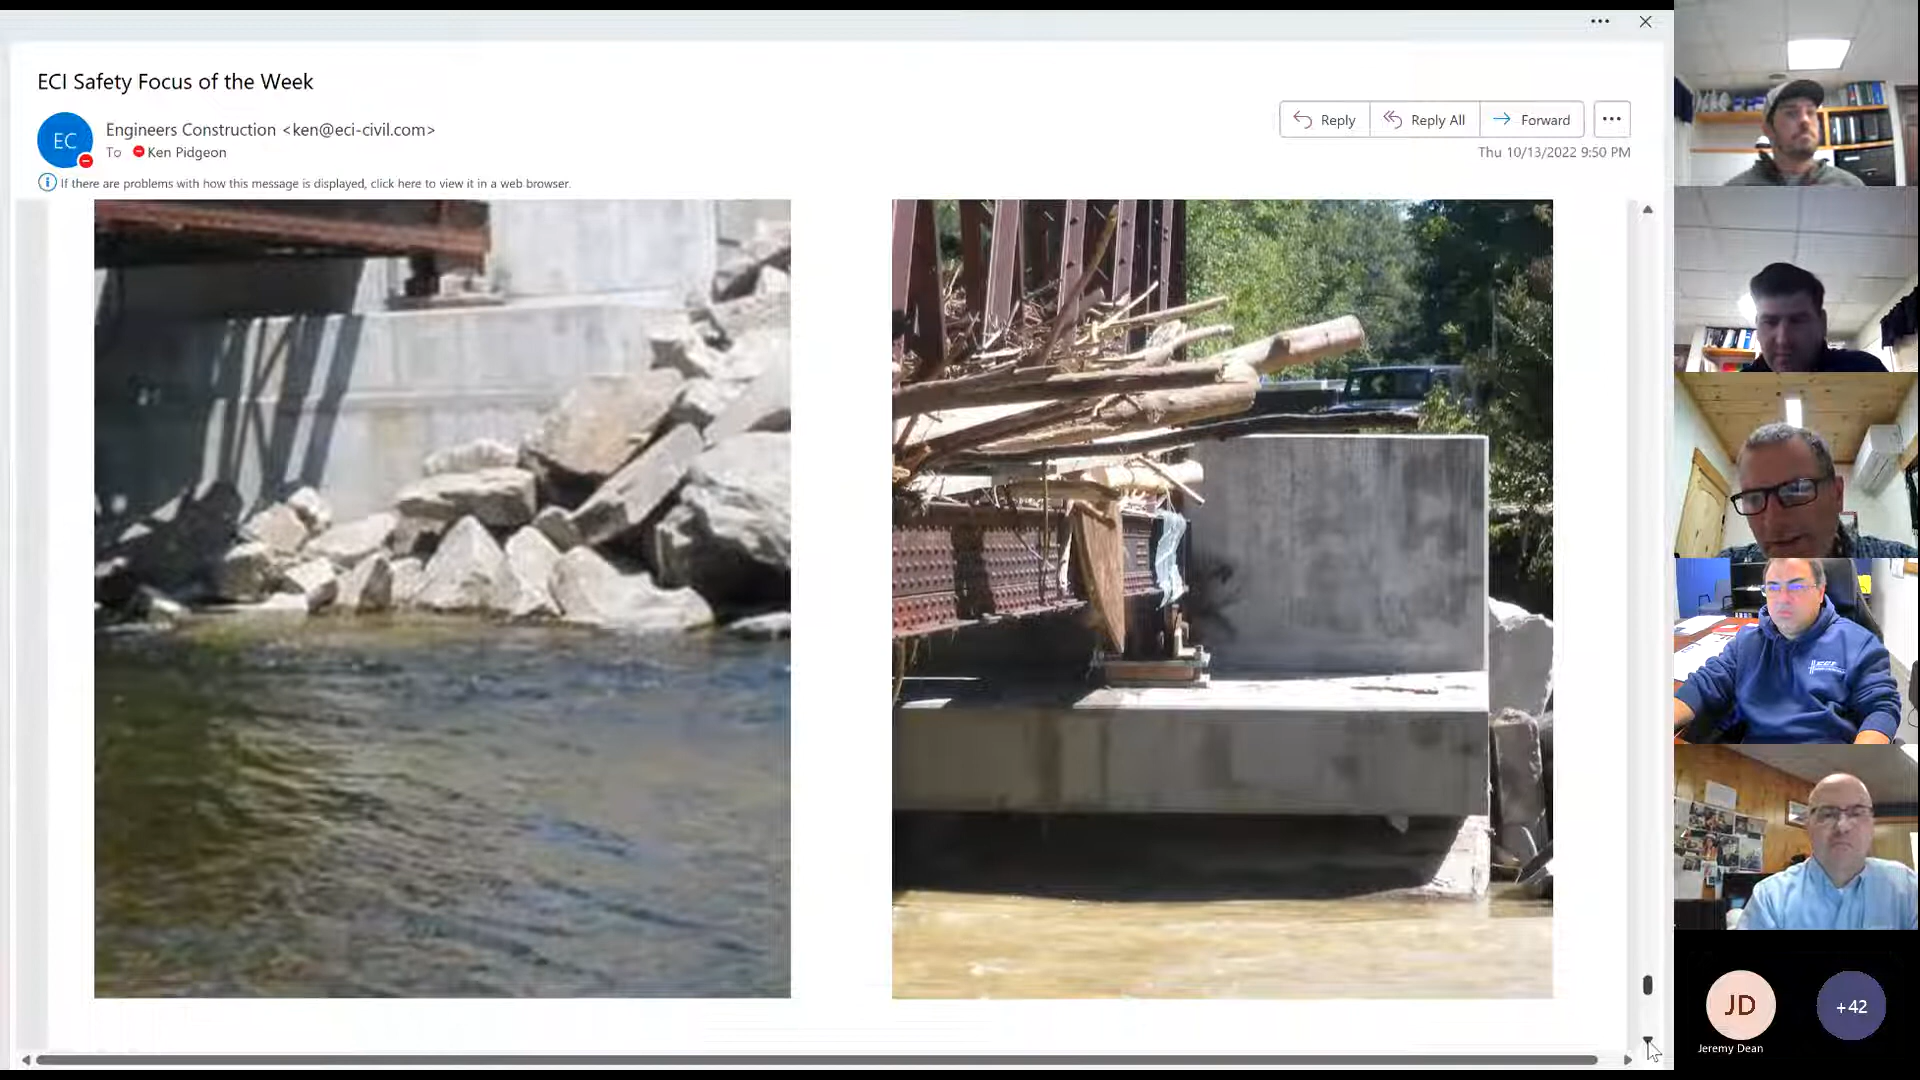 ECI Safety Focus of the Week
EC
Engineers Construction <ken@eci-civil.com>
To Ken Pidgeon
Reply
Reply All
Forward
Thu 10/13/2022 9:50 PM
If there are problems with how this message is displayed, click here to view it in a web browser.
ECI
JD
Jeremy Dean
+42